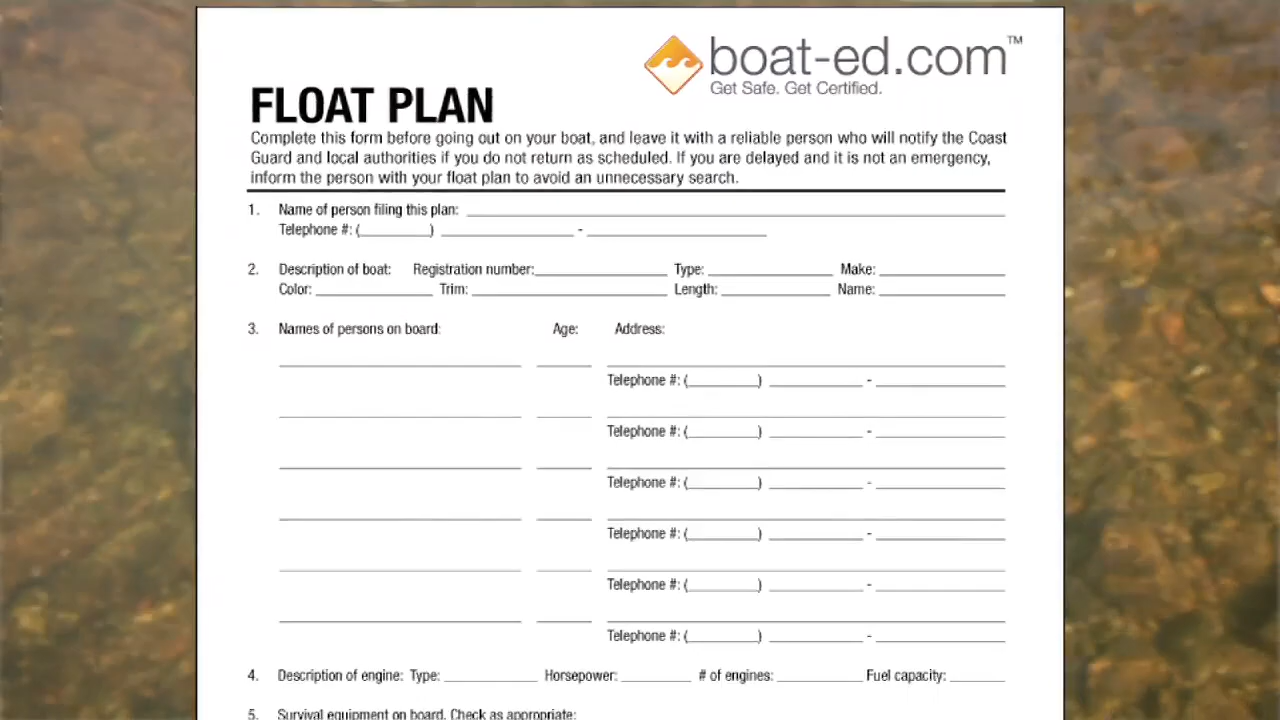 boat-ed.com™
Get Safe. Get Certified.
FLOAT PLAN
Complete this form before going out on your boat, and leave it with a reliable person who will notify the Coast
Guard and local authorities if you do not return as scheduled. If you are delayed and it is not an emergency,
inform the person with your float plan to avoid an unnecessary search.
1. Name of person filing this plan:
Telephone #: ( ) -
2. Description of boat: Registration number: Type: Make:
Color: Trim: Length: Name:
3. Names of persons on board: Age: Address:
Telephone #: ( ) -
Telephone #: ( ) -
Telephone #: ( ) -
Telephone #: ( ) -
Telephone #: ( ) -
Telephone #: ( ) -
4. Description of engine: Type: Horsepower: # of engines: Fuel capacity:
5. Survival equipment on board. Check as appropriate: